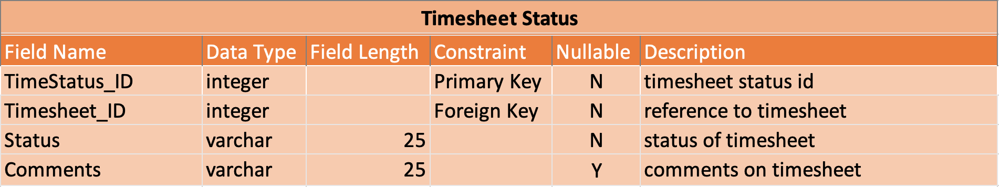 Timesheet Status
Field Name Data Type Field Length Constraint Nullable Description
TimeStatus_ID integer Primary Key N timesheet status id
Timesheet_ID integer Foreign Key N reference to timesheet
Status varchar 25 N status of timesheet
Comments varchar 25 Y comments on timesheet